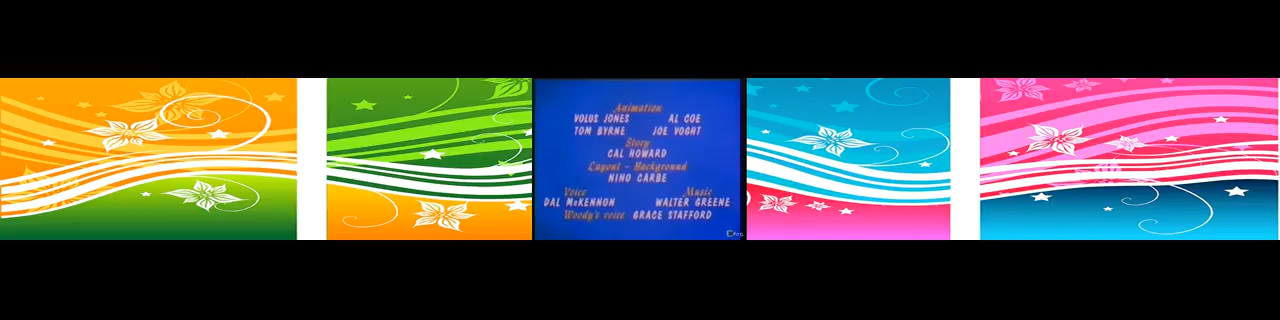 Animation
VOLUS JONES AL COE
TOM BYRNE JOE VOGHT
Story
CAL HOWARD
Layout - Background
NINO CARBE
Voice Music
DAL McKENNON WALTER GREENE
Woody's voice GRACE STAFFORD